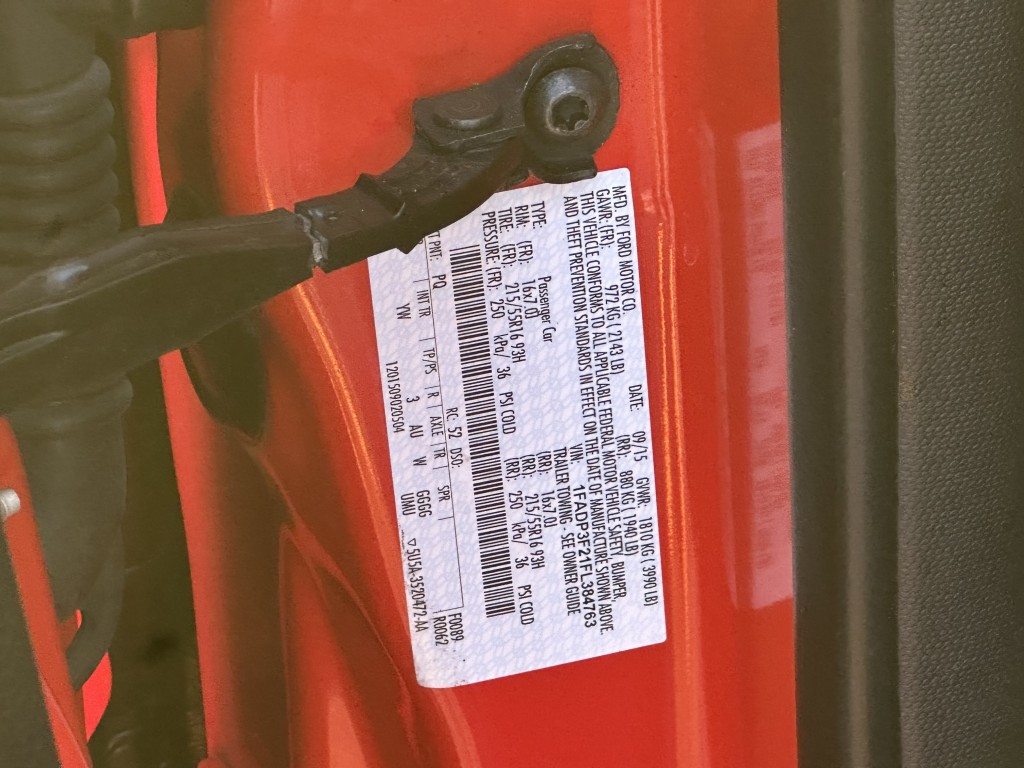 MFD. BY FORD MOTOR CO.
DATE: 09/15 GVWR: 1810 KG ( 3990 LB)
GAWR: (FR): 972 KG ( 2143 LB) (RR): 880 KG ( 1940 LB)
THIS VEHICLE CONFORMS TO ALL APPLICABLE FEDERAL MOTOR VEHICLE SAFETY, BUMPER
AND THEFT PREVENTION STANDARDS IN EFFECT ON THE DATE OF MANUFACTURE SHOWN ABOVE.
VIN: 1FADP3F21FL384763
TYPE: Passenger Car TRAILER TOWING - SEE OWNER GUIDE
RIM: (FR): 16x7.0J (RR): 16x7.0J
TIRE: (FR): 215/55R16 93H (RR): 215/55R16 93H
PRESSURE: (FR): 250 kPa/ 36 PSI COLD (RR): 250 kPa/ 36 PSI COLD
T PNT: PQ RC: 52 DSO: F0089
INT TR TP/PS R AXLE TR SPR R0062
YW 3 AU W GGGG UNMU
1201509020504 ▽5U5A-3520472-AA